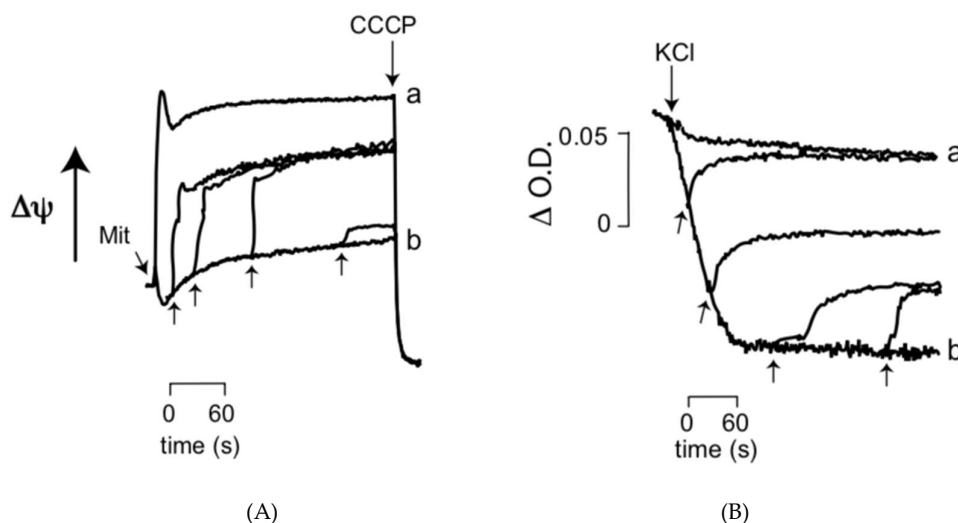 CCCP
a
Δψ
Mit
b
0 60
time (s)
(A)
KCl
0.05
Δ O.D.
0
a
b
0 60
time (s)
(B)